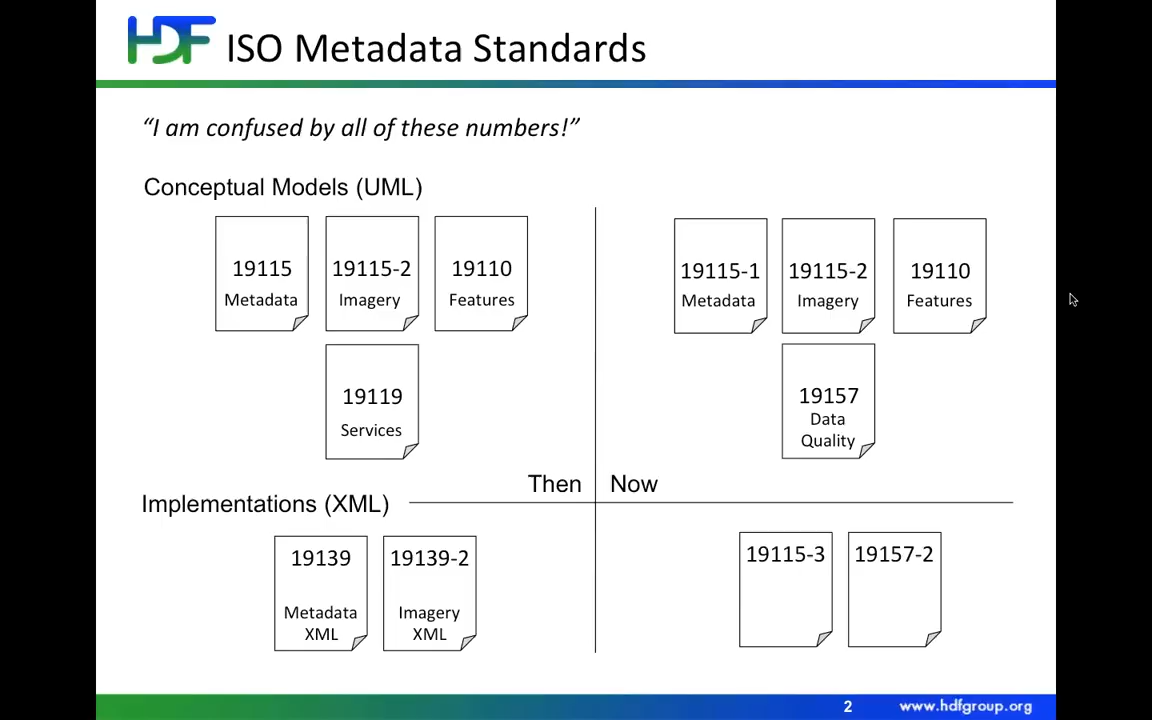 HDF ISO Metadata Standards
“I am confused by all of these numbers!”
Conceptual Models (UML)
19115
Metadata
19115-2
Imagery
19110
Features
19119
Services
19115-1
Metadata
19115-2
Imagery
19110
Features
19157
Data
Quality
Then
Now
Implementations (XML)
19139
Metadata
XML
19139-2
Imagery
XML
19115-3
19157-2
2
www.hdfgroup.org